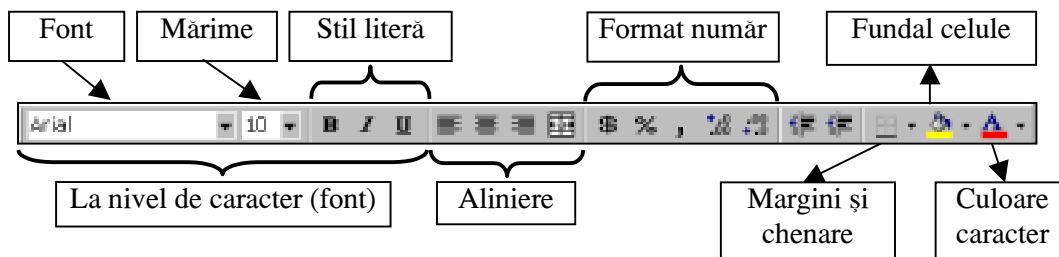 Font
Mărime
Stil literă
Format număr
Fundal celule
Arial 10 B I U $ % ,
La nivel de caracter (font)
Aliniere
Margini şi
chenare
Culoare
caracter